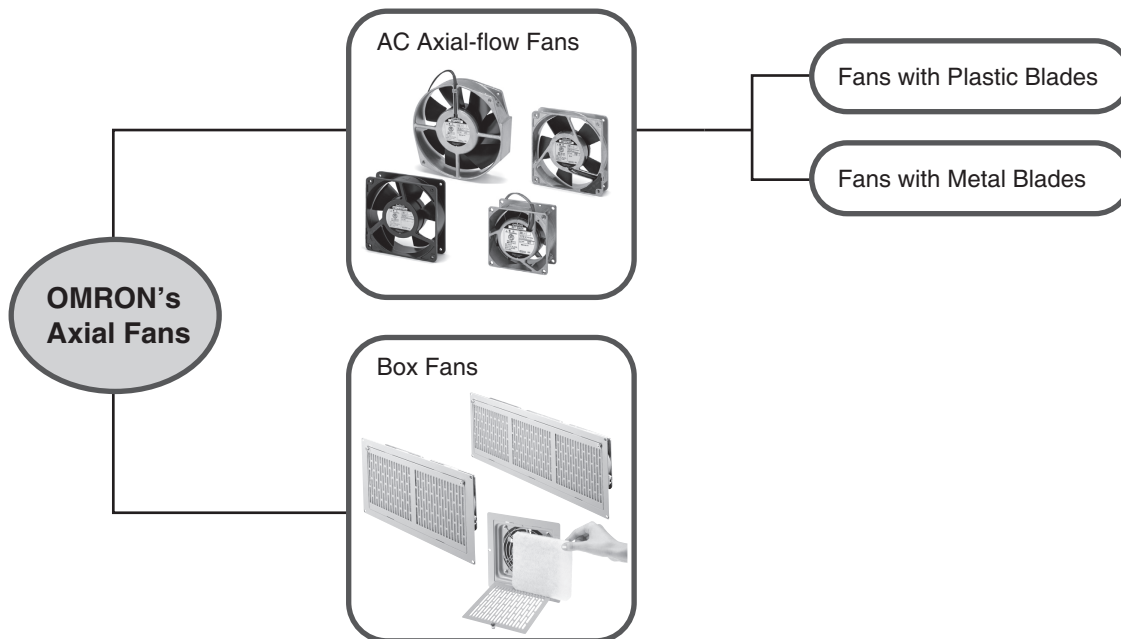 AC Axial-flow Fans
Fans with Plastic Blades
Fans with Metal Blades
OMRON's
Axial Fans
Box Fans